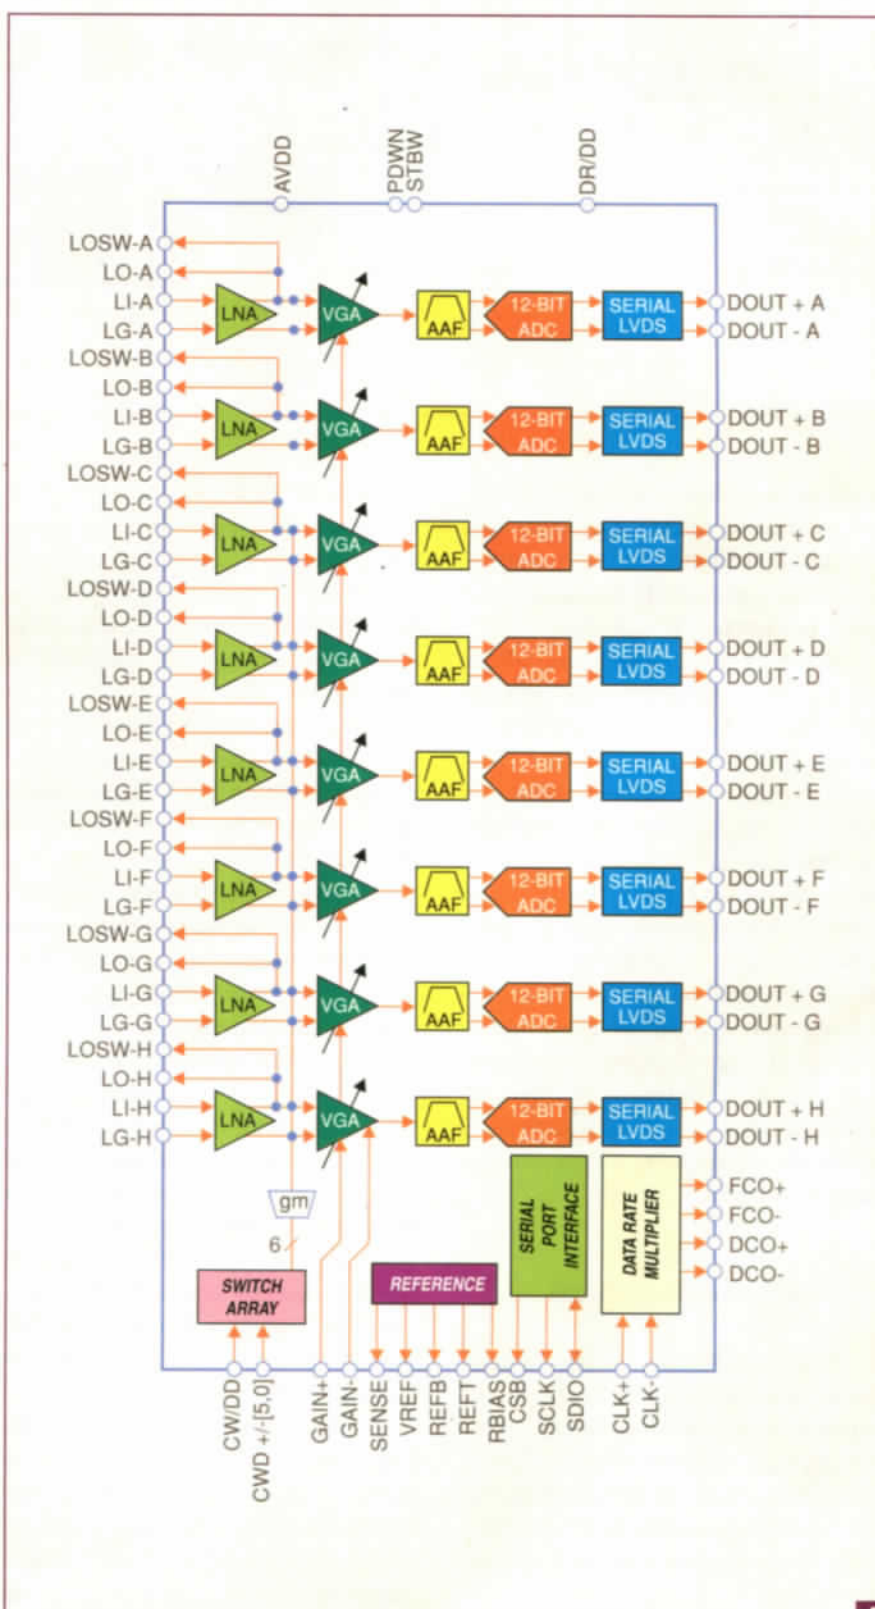 AVDD
PDWN
STBW
DR/DD
LOSW-A
LO-A
LI-A
LG-A
LNA
VGA
AAF
12-BIT
ADC
SERIAL
LVDS
DOUT + A
DOUT - A
LOSW-B
LO-B
LI-B
LG-B
LNA
VGA
AAF
12-BIT
ADC
SERIAL
LVDS
DOUT + B
DOUT - B
LOSW-C
LO-C
LI-C
LG-C
LNA
VGA
AAF
12-BIT
ADC
SERIAL
LVDS
DOUT + C
DOUT - C
LOSW-D
LO-D
LI-D
LG-D
LNA
VGA
AAF
12-BIT
ADC
SERIAL
LVDS
DOUT + D
DOUT - D
LOSW-E
LO-E
LI-E
LG-E
LNA
VGA
AAF
12-BIT
ADC
SERIAL
LVDS
DOUT + E
DOUT - E
LOSW-F
LO-F
LI-F
LG-F
LNA
VGA
AAF
12-BIT
ADC
SERIAL
LVDS
DOUT + F
DOUT - F
LOSW-G
LO-G
LI-G
LG-G
LNA
VGA
AAF
12-BIT
ADC
SERIAL
LVDS
DOUT + G
DOUT - G
LOSW-H
LO-H
LI-H
LG-H
LNA
VGA
AAF
12-BIT
ADC
SERIAL
LVDS
DOUT + H
DOUT - H
gm
6
SWITCH
ARRAY
REFERENCE
SERIAL
PORT
INTERFACE
DATA RATE
MULTIPLIER
FCO+
FCO-
DCO+
DCO-
CW/DD
CWD +/-[5,0]
GAIN+
GAIN-
SENSE
VREF
REFB
REFT
RBIAS
CSB
SCLK
SDIO
CLK+
CLK-